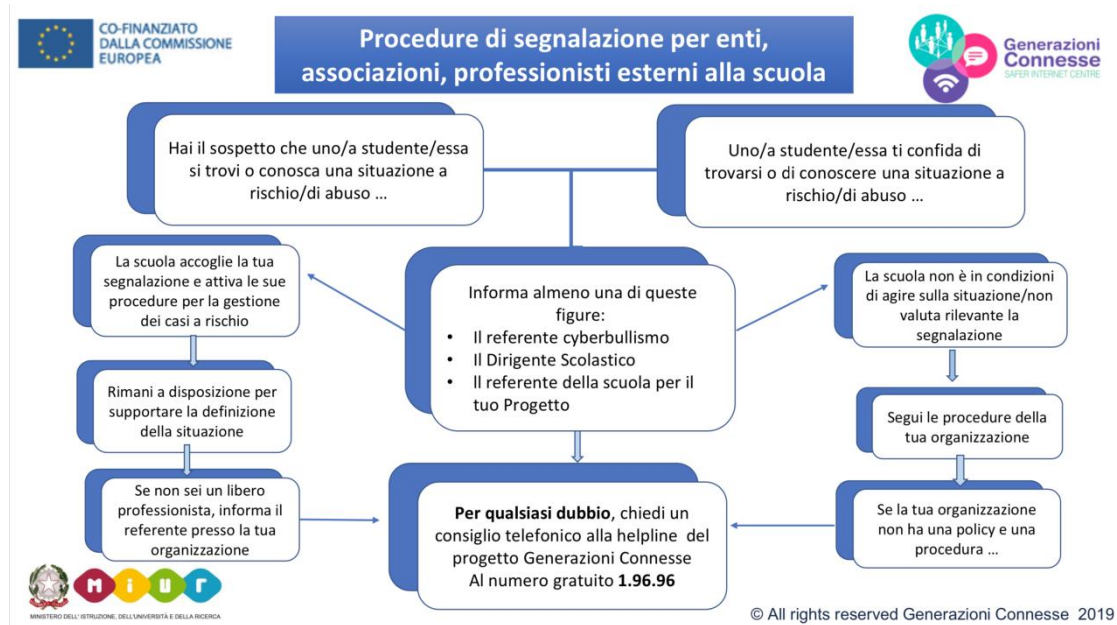 CO-FINANZIATO
DALLA COMMISSIONE
EUROPEA
Procedure di segnalazione per enti,
associazioni, professionisti esterni alla scuola
Generazioni
Connesse
SAFER INTERNET CENTRE
Hai il sospetto che uno/a studente/essa
si trovi o conosca una situazione a
rischio/di abuso ...
Uno/a studente/essa ti confida di
trovarsi o di conoscere una situazione a
rischio/di abuso ...
La scuola accoglie la tua
segnalazione e attiva le sue
procedure per la gestione
dei casi a rischio
Informa almeno una di queste
figure:
• Il referente cyberbullismo
• Il Dirigente Scolastico
• Il referente della scuola per il
tuo Progetto
La scuola non è in condizioni
di agire sulla situazione/non
valuta rilevante la
segnalazione
Rimani a disposizione per
supportare la definizione
della situazione
Segui le procedure della
tua organizzazione
Se non sei un libero
professionista, informa il
referente presso la tua
organizzazione
Per qualsiasi dubbio, chiedi un
consiglio telefonico alla helpline del
progetto Generazioni Connesse
Al numero gratuito 1.96.96
Se la tua organizzazione
non ha una policy e una
procedura ...
MIUR
MINISTERO DELL' ISTRUZIONE, DELL'UNIVERSITÀ E DELLA RICERCA
© All rights reserved Generazioni Connesse 2019